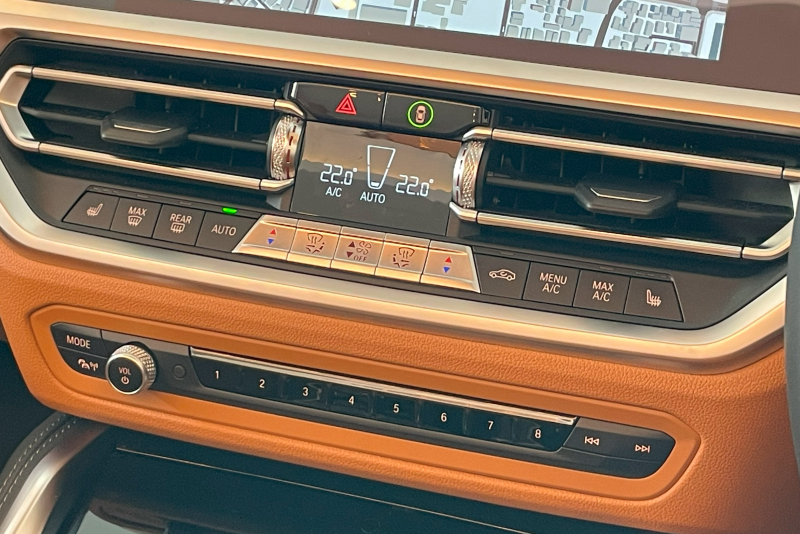 22.0°
22.0°
A/C
AUTO
MAX
REAR
AUTO
OFF
MENU
A/C
MAX
A/C
MODE
VOL
1 2 3 4 5 6 7 8